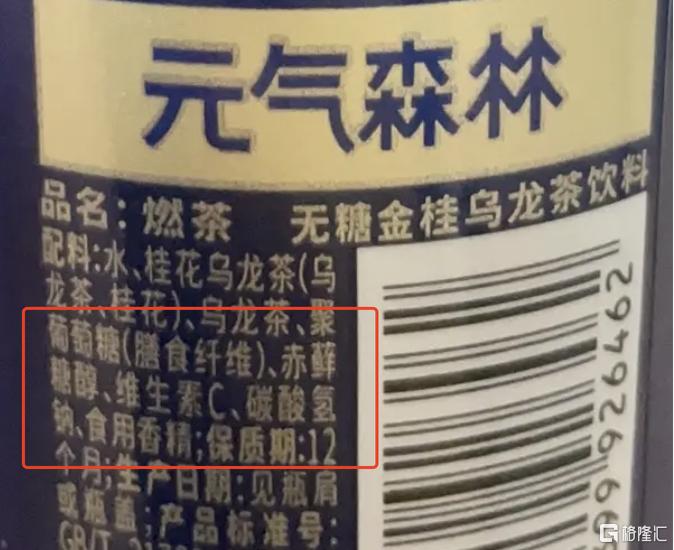 元气森林
品名：燃茶 无糖金桂乌龙茶饮料
配料：水、桂花乌龙茶（乌
龙茶、桂花）、乌龙茶、聚
葡萄糖（膳食纤维）、赤藓
糖醇、维生素C、碳酸氢
钠、食用香精；保质期：12
个月；生产日期：见瓶肩
或瓶盖；产品标准号：
GB/T
926462
格隆汇